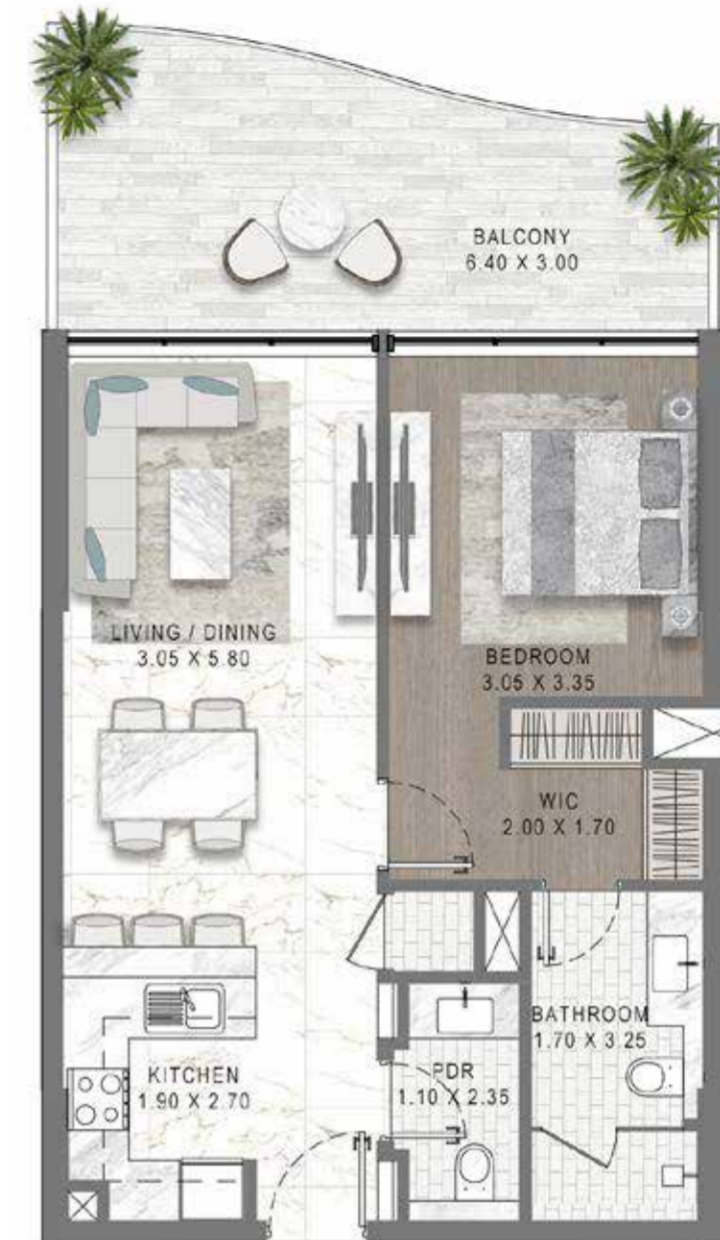 BALCONY
6.40 X 3.00
LIVING / DINING
3.05 X 5.80
BEDROOM
3.05 X 3.35
WIC
2.00 X 1.70
BATHROOM
1.70 X 3.25
KITCHEN
1.90 X 2.70
PDR
1.10 X 2.35